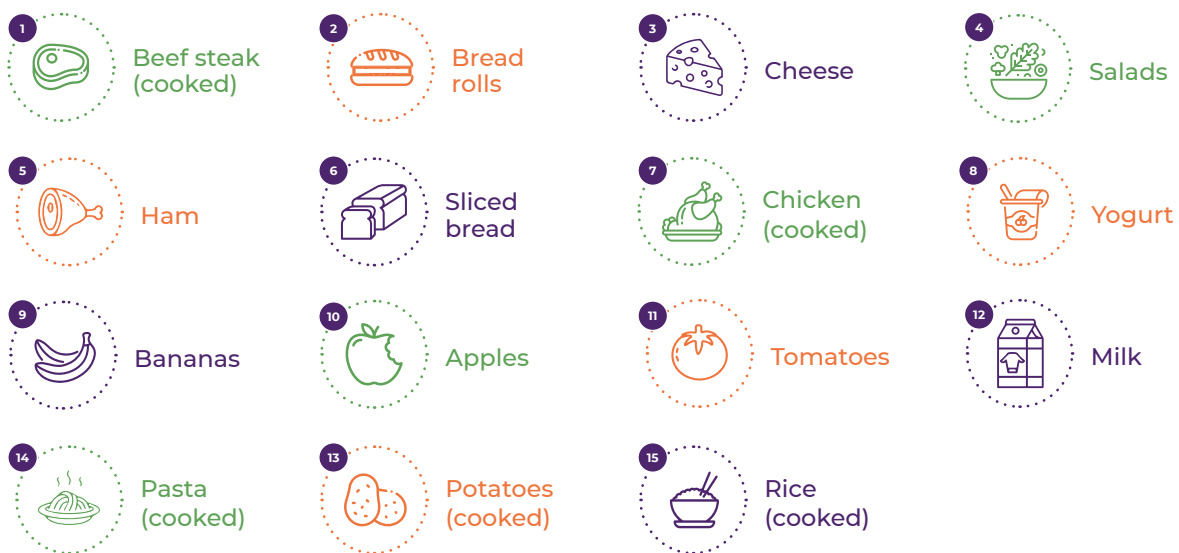 1
Beef steak
(cooked)
2
Bread
rolls
3
Cheese
4
Salads
5
Ham
6
Sliced
bread
7
Chicken
(cooked)
8
Yogurt
9
Bananas
10
Apples
11
Tomatoes
12
Milk
14
Pasta
(cooked)
13
Potatoes
(cooked)
15
Rice
(cooked)